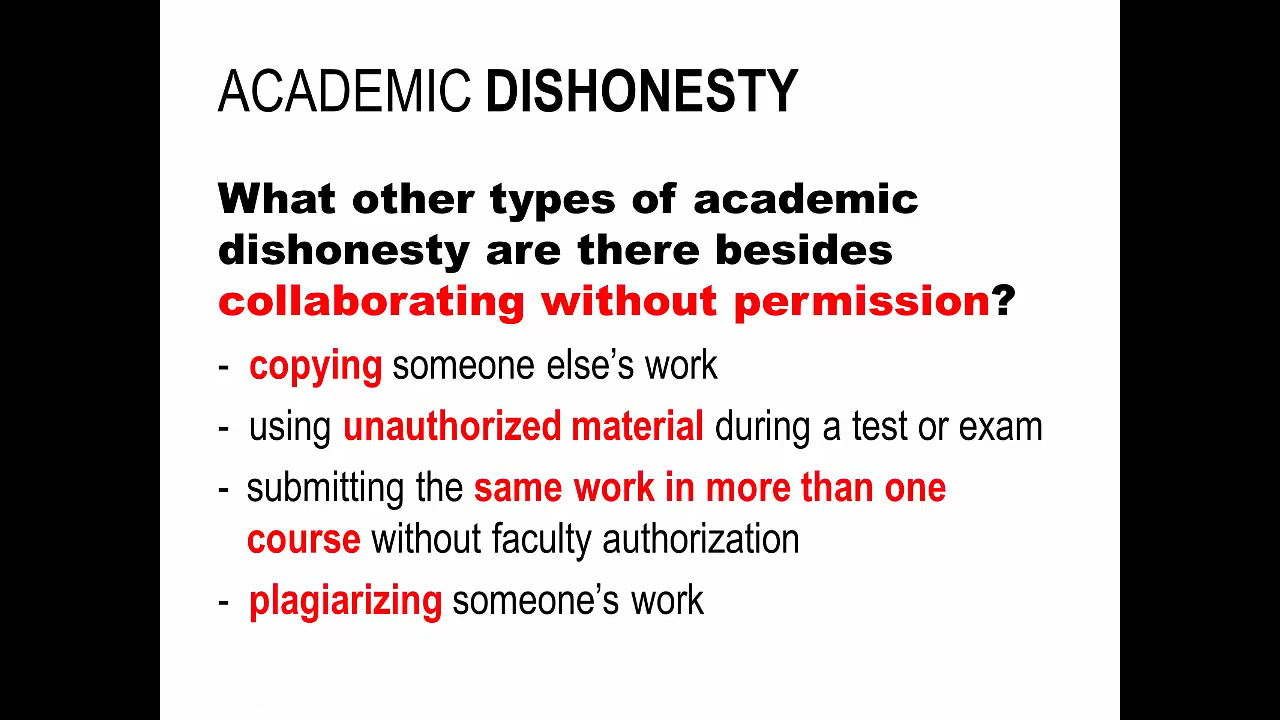 ACADEMIC DISHONESTY
What other types of academic
dishonesty are there besides
collaborating without permission?
- copying someone else’s work
- using unauthorized material during a test or exam
- submitting the same work in more than one
course without faculty authorization
- plagiarizing someone’s work